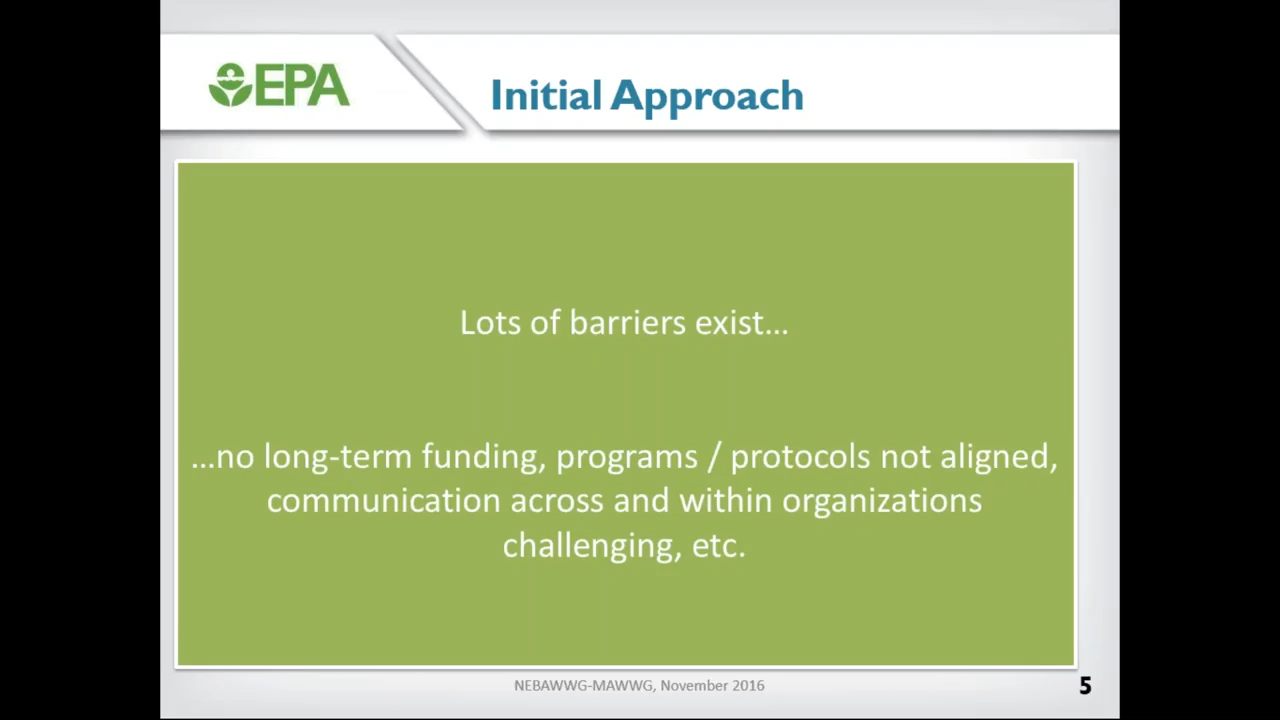 EPA
Initial Approach
Lots of barriers exist…
…no long-term funding, programs / protocols not aligned,
communication across and within organizations
challenging, etc.
NEBAWWG-MAWWG, November 2016
5